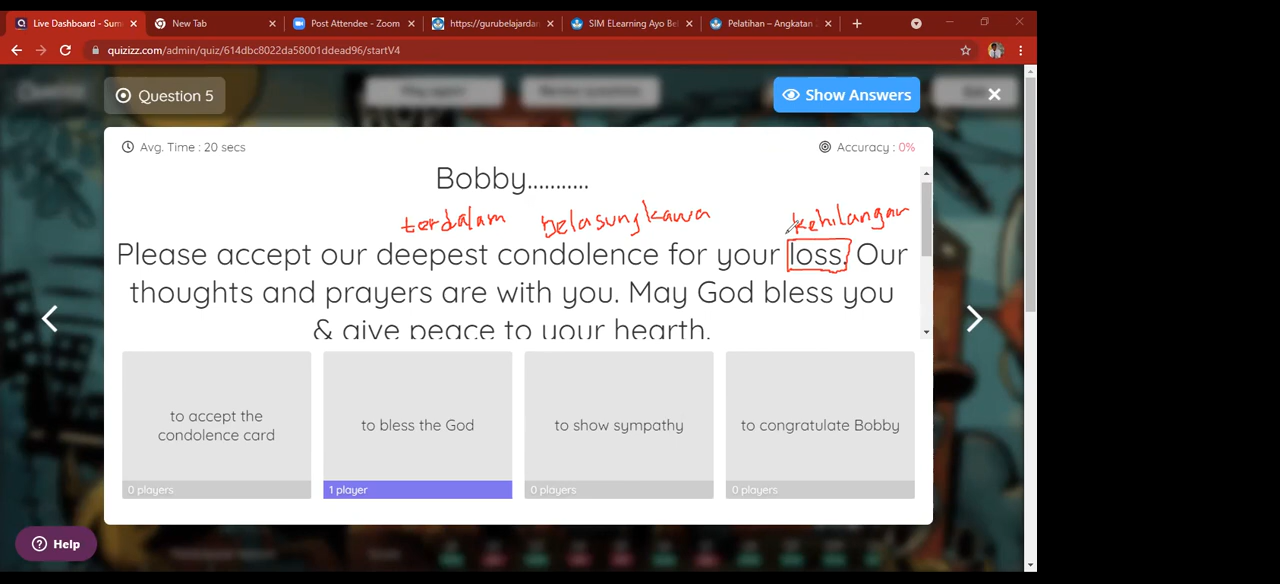 Live Dashboard - Sum
New Tab
Post Attendee - Zoom
https://gurubelajardan
SIM ELearning Ayo Bel
Pelatihan – Angkatan 2
quizizz.com/admin/quiz/614dbc8022da58001ddead96/startV4
Question 5
Show Answers
Avg. Time : 20 secs
Accuracy : 0%
Bobby...........
terdalam belasungkawa kehilangan
Please accept our deepest condolence for your loss. Our
thoughts and prayers are with you. May God bless you
& give peace to your hearth.
to accept the
condolence card
to bless the God
to show sympathy
to congratulate Bobby
0 players
1 player
0 players
0 players
Help